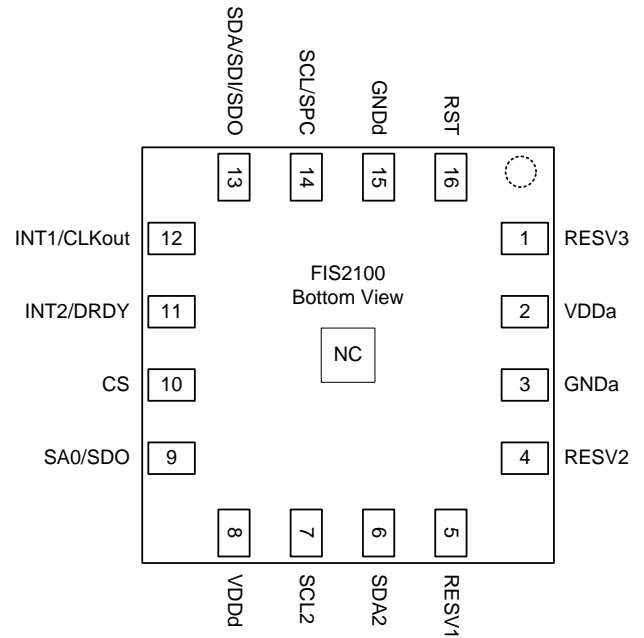 SDA/SDI/SDO
SCL/SPC
GNDd
RST
13
14
15
16
INT1/CLKout
12
1
RESV3
FIS2100
Bottom View
INT2/DRDY
11
2
VDDa
NC
CS
10
3
GNDa
SA0/SDO
9
4
RESV2
8
7
6
5
VDDd
SCL2
SDA2
RESV1